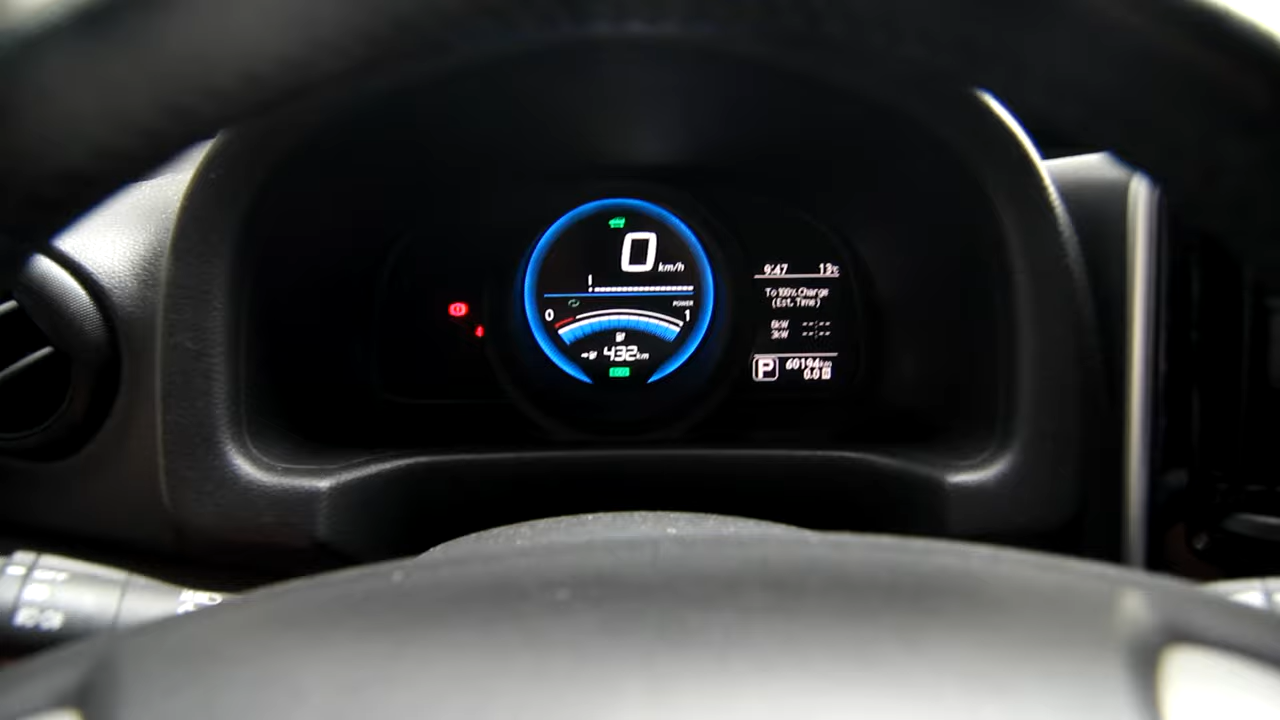 0
km/h
POWER
0
1
432km
ECO
9:47 13℃
To 100% Charge
(Est. Time)
6kW --:--
3kW --:--
P
60194km
0.0